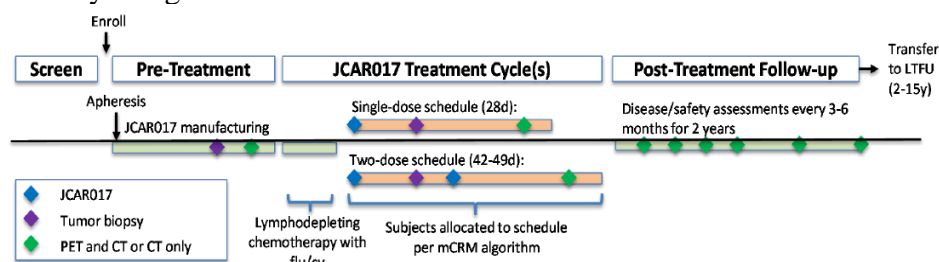 Enroll
Screen
Pre-Treatment
JCAR017 Treatment Cycle(s)
Post-Treatment Follow-up
Transfer
to LTFU
(2-15y)
Apheresis
JCAR017 manufacturing
Single-dose schedule (28d):
Disease/safety assessments every 3-6
months for 2 years
Two-dose schedule (42-49d):
JCAR017
Tumor biopsy
PET and CT or CT only
Lymphodepleting
chemotherapy with
flu/cy
Subjects allocated to schedule
per mCRM algorithm